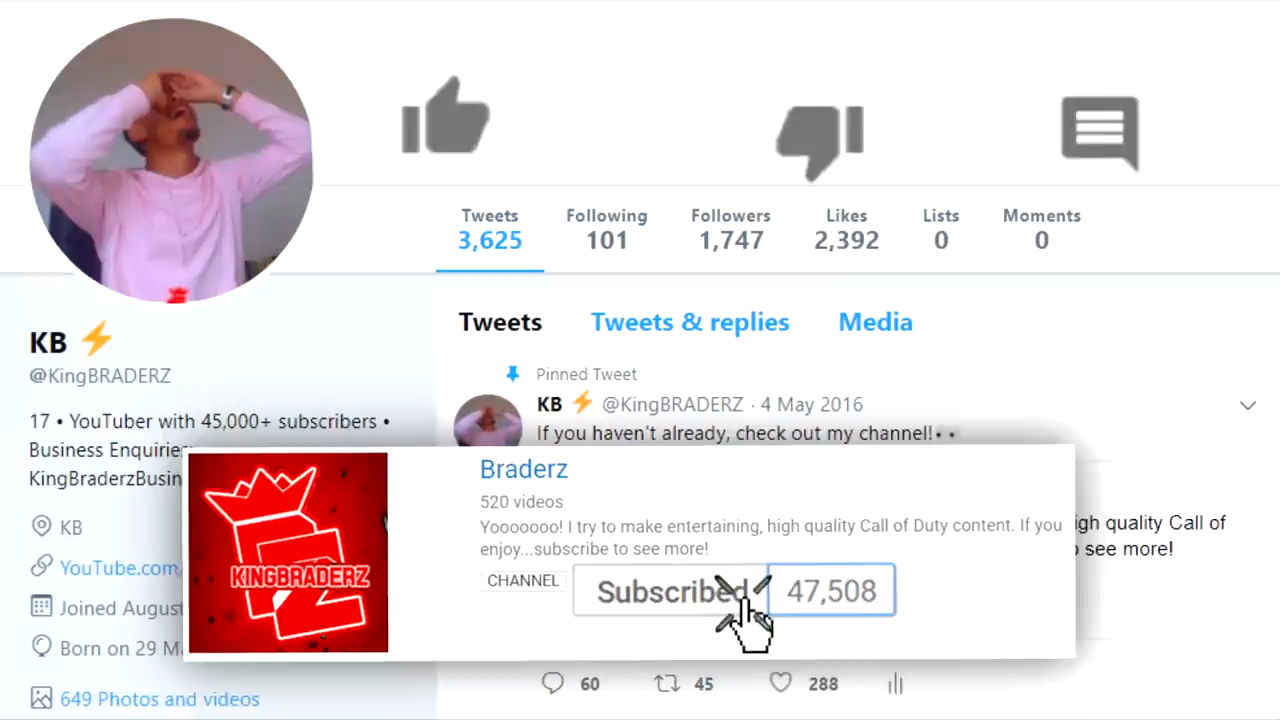 Tweets Following Followers Likes Lists Moments
3,625 101 1,747 2,392 0 0
KB
@KingBRADERZ
17 • YouTuber with 45,000+ subscribers •
Business Enquirie
KingBraderzBusin
KB
YouTube.com
Joined August
Born on 29 M
649 Photos and videos
Tweets Tweets & replies Media
Pinned Tweet
KB @KingBRADERZ · 4 May 2016
If you haven't already, check out my channel!
igh quality Call of
see more!
KINGBRADERZ
Braderz
520 videos
Yooooooo! I try to make entertaining, high quality Call of Duty content. If you
enjoy...subscribe to see more!
CHANNEL
Subscribed 47,508
60 45 288